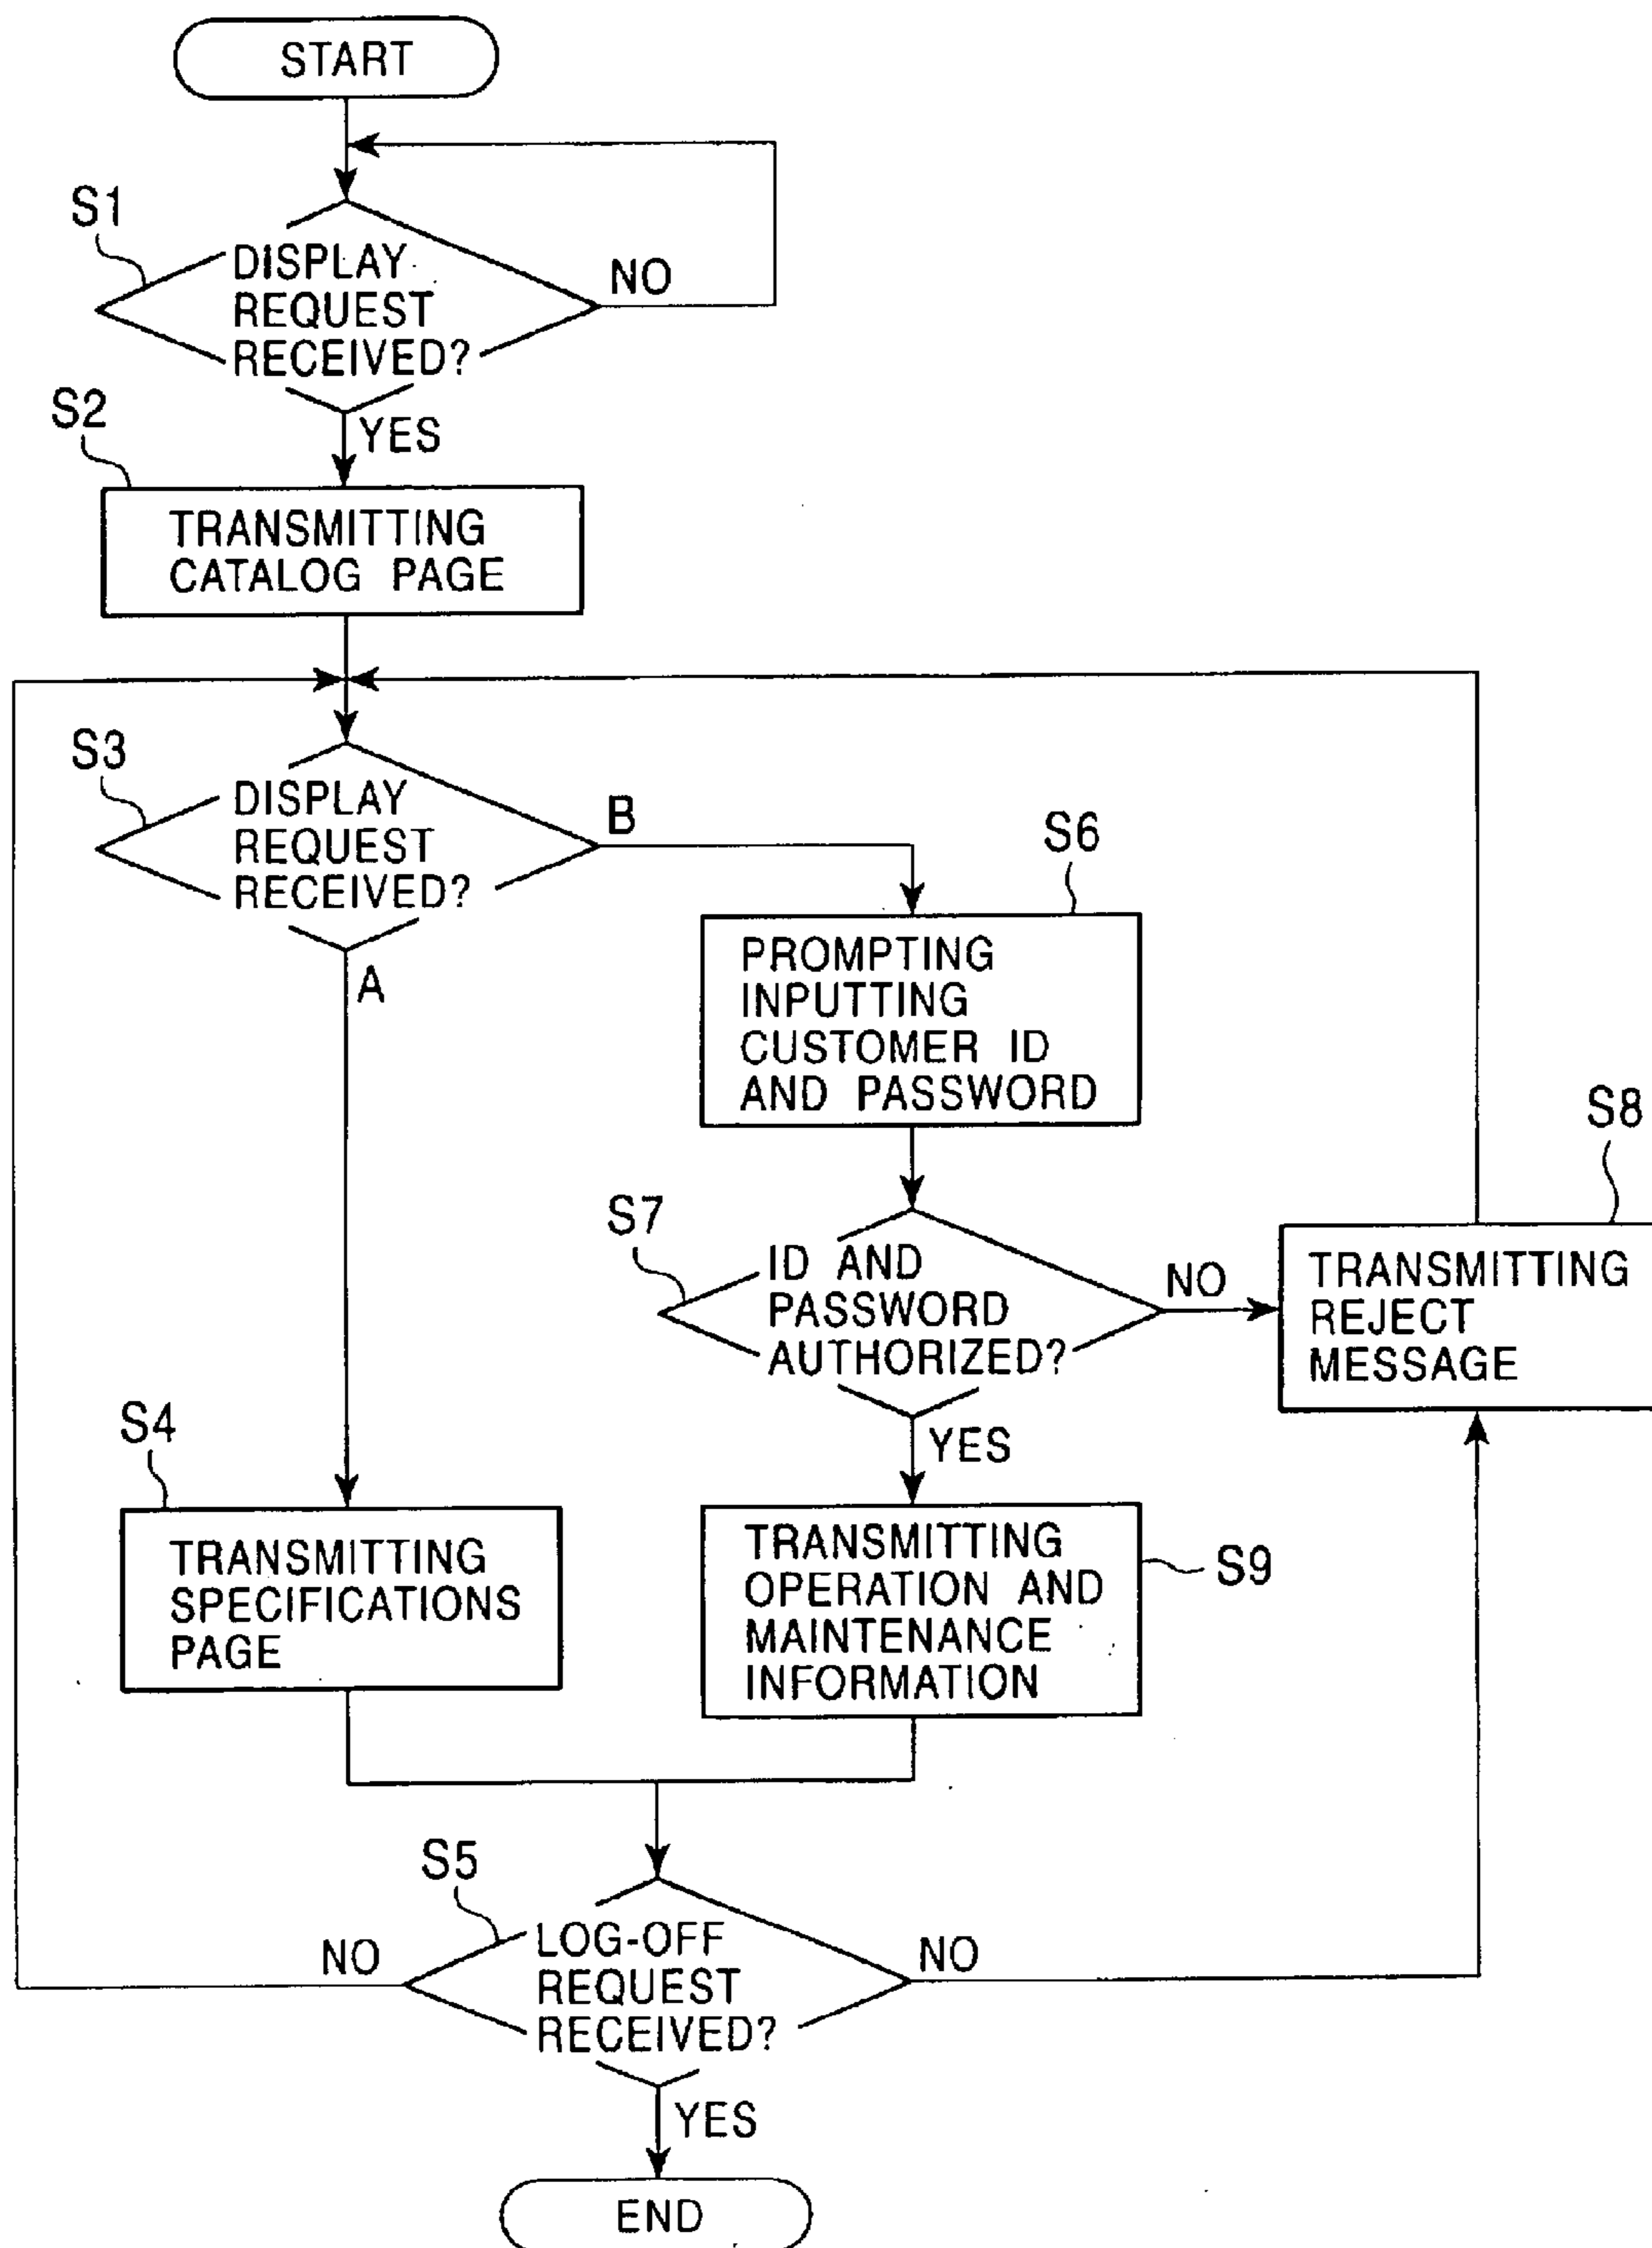 START
S1
DISPLAY
REQUEST
RECEIVED?
NO
YES
S2
TRANSMITTING
CATALOG PAGE
S3
DISPLAY
REQUEST
RECEIVED?
B
A
S6
PROMPTING
INPUTTING
CUSTOMER ID
AND PASSWORD
S7
ID AND
PASSWORD
AUTHORIZED?
NO
YES
S8
TRANSMITTING
REJECT
MESSAGE
S4
TRANSMITTING
SPECIFICATIONS
PAGE
TRANSMITTING
OPERATION AND
MAINTENANCE
INFORMATION
S9
S5
LOG-OFF
REQUEST
RECEIVED?
NO
NO
YES
END